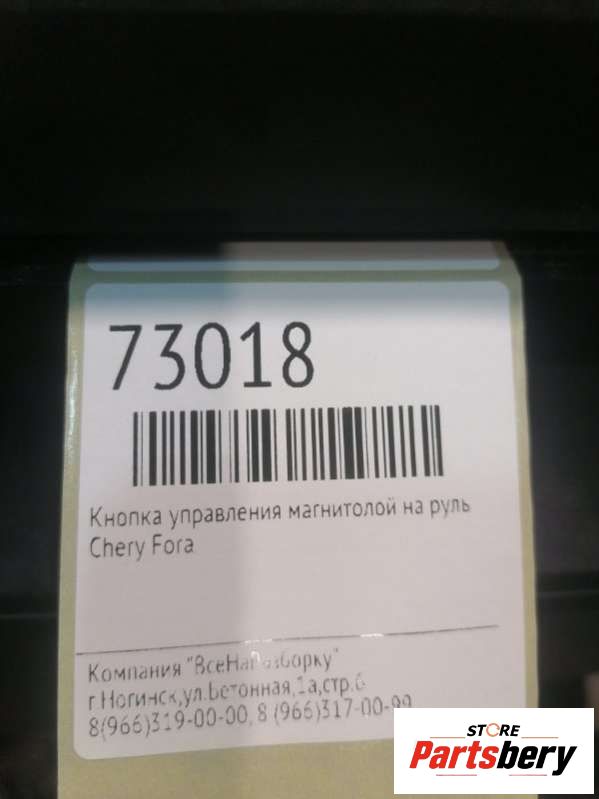 73018
Кнопка управления магнитолой на руль
Chery Fora
Компания "ВсеНаРазборку"
г.Ногинск,ул.Бетонная,1а,стр.6
8(966)319-00-00, 8 (966)317-00-99
STORE
Partsbery